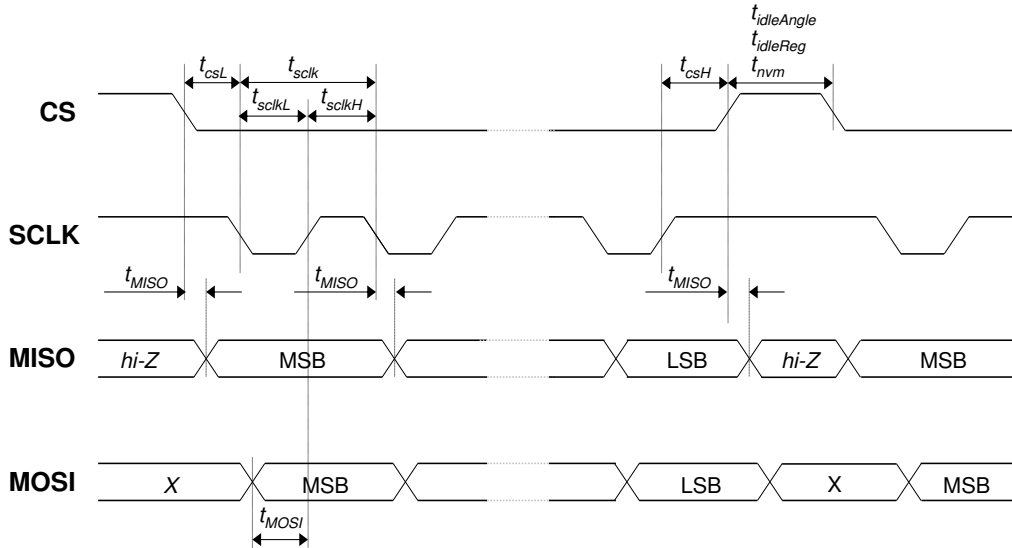 t_idleAngle
t_idleReg
t_csL t_sclk t_csH t_nvm
t_sclkL t_sclkH
CS
SCLK
t_MISO t_MISO t_MISO
MISO hi-Z MSB LSB hi-Z MSB
MOSI X MSB LSB X MSB
t_MOSI